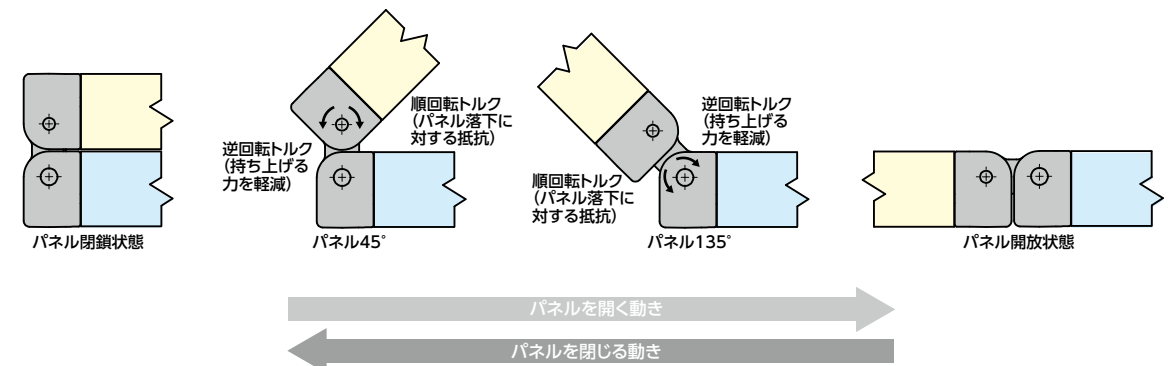 順回転トルク
(パネル落下に
対する抵抗)
逆回転トルク
(持ち上げる
力を軽減)
逆回転トルク
(持ち上げる
力を軽減)
順回転トルク
(パネル落下に
対する抵抗)
パネル閉鎖状態
パネル45°
パネル135°
パネル開放状態
パネルを開く動き
パネルを閉じる動き